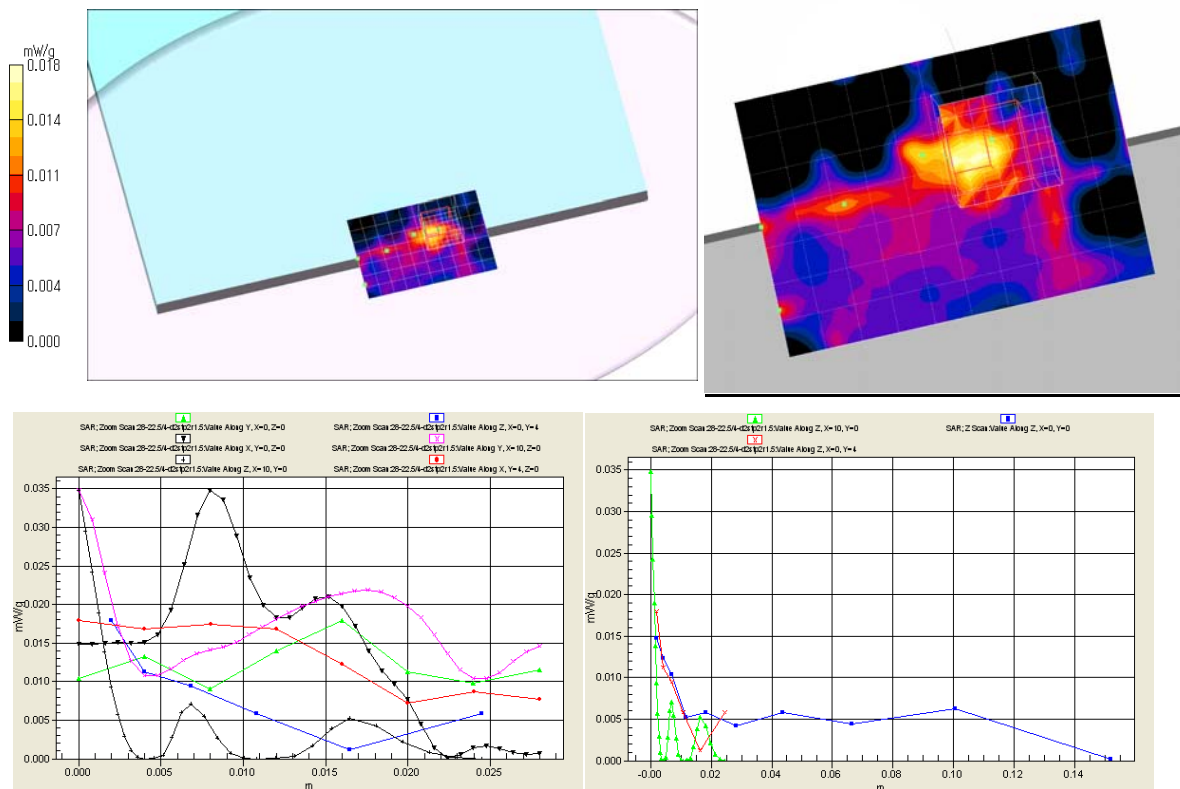 mW/g
0.018
0.014
0.011
0.007
0.004
0.000
SAR; Zoom Scan:28-22.5/4-d2stp2r1.5:Value Along Y, X=0, Z=0
SAR; Zoom Scan:28-22.5/4-d2stp2r1.5:Value Along Z, X=0, Y=4
SAR; Zoom Scan:28-22.5/4-d2stp2r1.5:Value Along X, Y=0, Z=0
SAR; Zoom Scan:28-22.5/4-d2stp2r1.5:Value Along Y, X=10, Z=0
SAR; Zoom Scan:28-22.5/4-d2stp2r1.5:Value Along Z, X=10, Y=0
SAR; Zoom Scan:28-22.5/4-d2stp2r1.5:Value Along X, Y=4, Z=0
0.035
0.030
0.025
0.020
0.015
0.010
0.005
0.000
mW/g
0.000 0.005 0.010 0.015 0.020 0.025
m
SAR; Zoom Scan:28-22.5/4-d2stp2r1.5:Value Along Z, X=10, Y=0
SAR; Z Scan:Value Along Z, X=0, Y=0
SAR; Zoom Scan:28-22.5/4-d2stp2r1.5:Value Along Z, X=0, Y=4
0.035
0.030
0.025
0.020
0.015
0.010
0.005
0.000
mW/g
-0.00 0.02 0.04 0.06 0.08 0.10 0.12 0.14
m